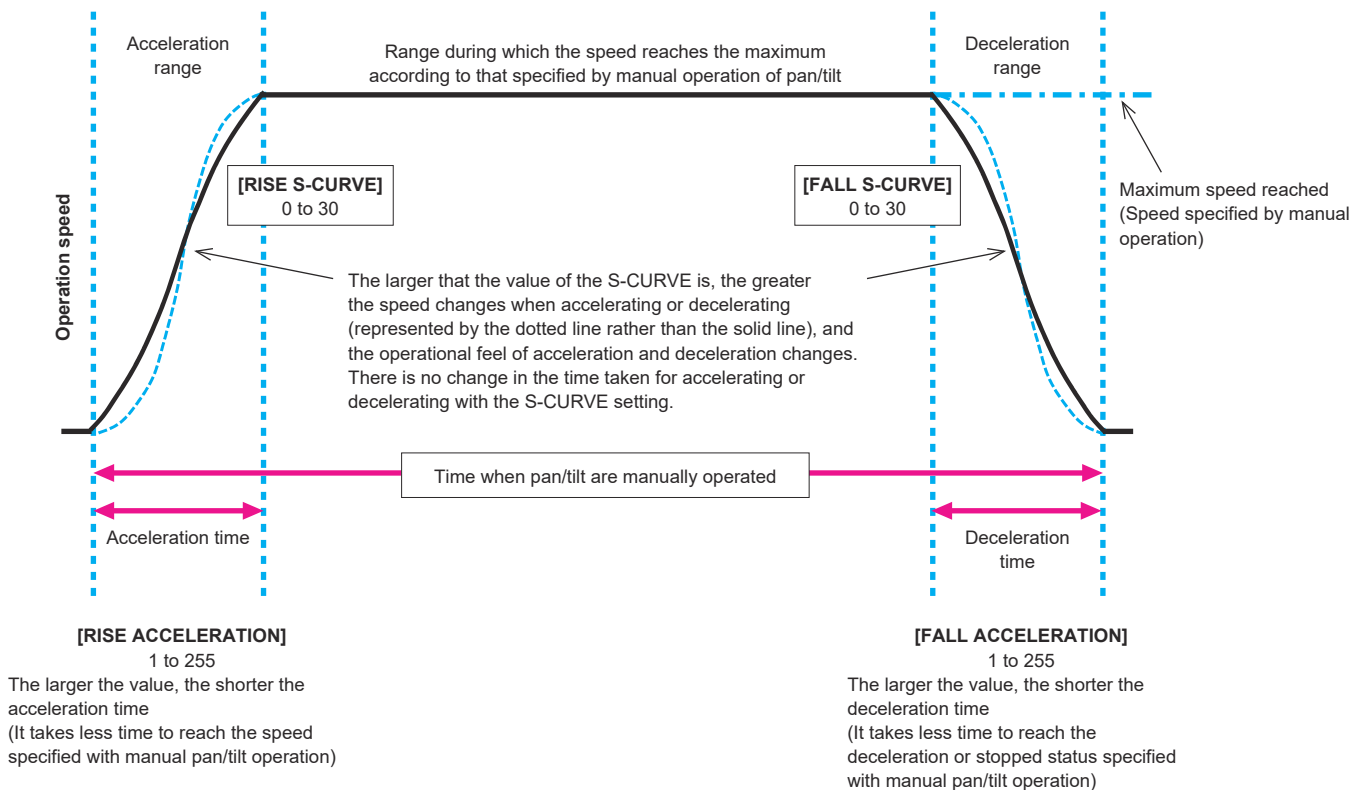 Acceleration
range
Range during which the speed reaches the maximum
according to that specified by manual operation of pan/tilt
Deceleration
range
Operation speed
[RISE S-CURVE]
0 to 30
[FALL S-CURVE]
0 to 30
Maximum speed reached
(Speed specified by manual
operation)
The larger that the value of the S-CURVE is, the greater
the speed changes when accelerating or decelerating
(represented by the dotted line rather than the solid line), and
the operational feel of acceleration and deceleration changes.
There is no change in the time taken for accelerating or
decelerating with the S-CURVE setting.
Time when pan/tilt are manually operated
Acceleration time
Deceleration
time
[RISE ACCELERATION]
1 to 255
The larger the value, the shorter the
acceleration time
(It takes less time to reach the speed
specified with manual pan/tilt operation)
[FALL ACCELERATION]
1 to 255
The larger the value, the shorter the
deceleration time
(It takes less time to reach the
deceleration or stopped status specified
with manual pan/tilt operation)